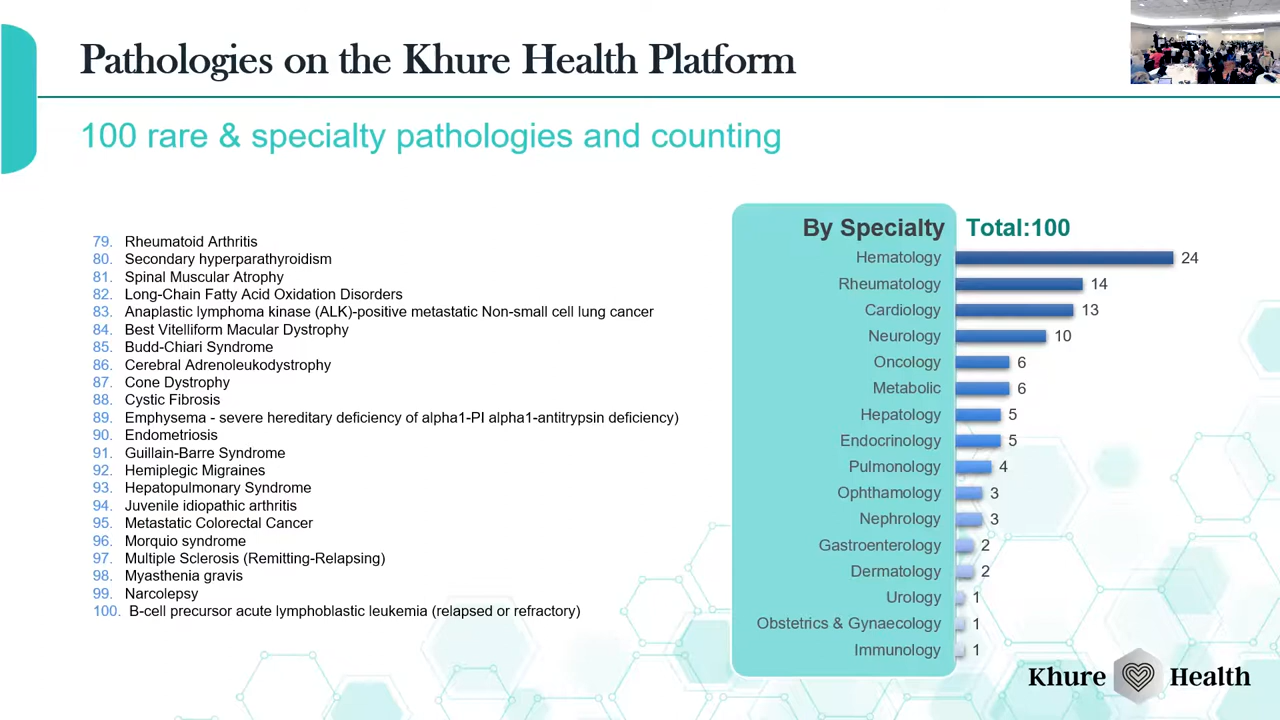 Pathologies on the Khure Health Platform
100 rare & specialty pathologies and counting
79. Rheumatoid Arthritis
80. Secondary hyperparathyroidism
81. Spinal Muscular Atrophy
82. Long-Chain Fatty Acid Oxidation Disorders
83. Anaplastic lymphoma kinase (ALK)-positive metastatic Non-small cell lung cancer
84. Best Vitelliform Macular Dystrophy
85. Budd-Chiari Syndrome
86. Cerebral Adrenoleukodystrophy
87. Cone Dystrophy
88. Cystic Fibrosis
89. Emphysema - severe hereditary deficiency of alpha1-PI alpha1-antitrypsin deficiency)
90. Endometriosis
91. Guillain-Barre Syndrome
92. Hemiplegic Migraines
93. Hepatopulmonary Syndrome
94. Juvenile idiopathic arthritis
95. Metastatic Colorectal Cancer
96. Morquio syndrome
97. Multiple Sclerosis (Remitting-Relapsing)
98. Myasthenia gravis
99. Narcolepsy
100. B-cell precursor acute lymphoblastic leukemia (relapsed or refractory)
By Specialty Total:100
Hematology 24
Rheumatology 14
Cardiology 13
Neurology 10
Oncology 6
Metabolic 6
Hepatology 5
Endocrinology 5
Pulmonology 4
Ophthamology 3
Nephrology 3
Gastroenterology 2
Dermatology 2
Urology 1
Obstetrics & Gynaecology 1
Immunology 1
Khure Health